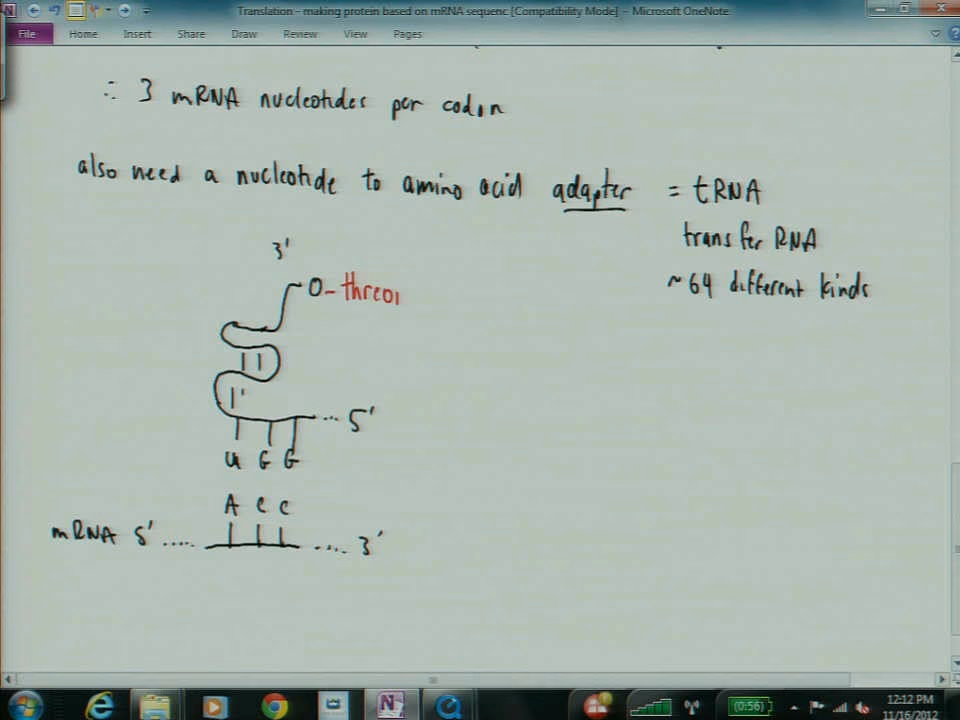 Translation - making protein based on mRNA sequenc [Compatibility Mode] - Microsoft OneNote
File Home Insert Share Draw Review View Pages
∴ 3 mRNA nucleotides per codon
also need a nucleotide to amino acid adapter = tRNA
transfer RNA
~64 different kinds
3'
O-threo
... 5'
U G G
A C C
mRNA 5' ..... .... 3'
(0:56)
12:12 PM
11/16/2012